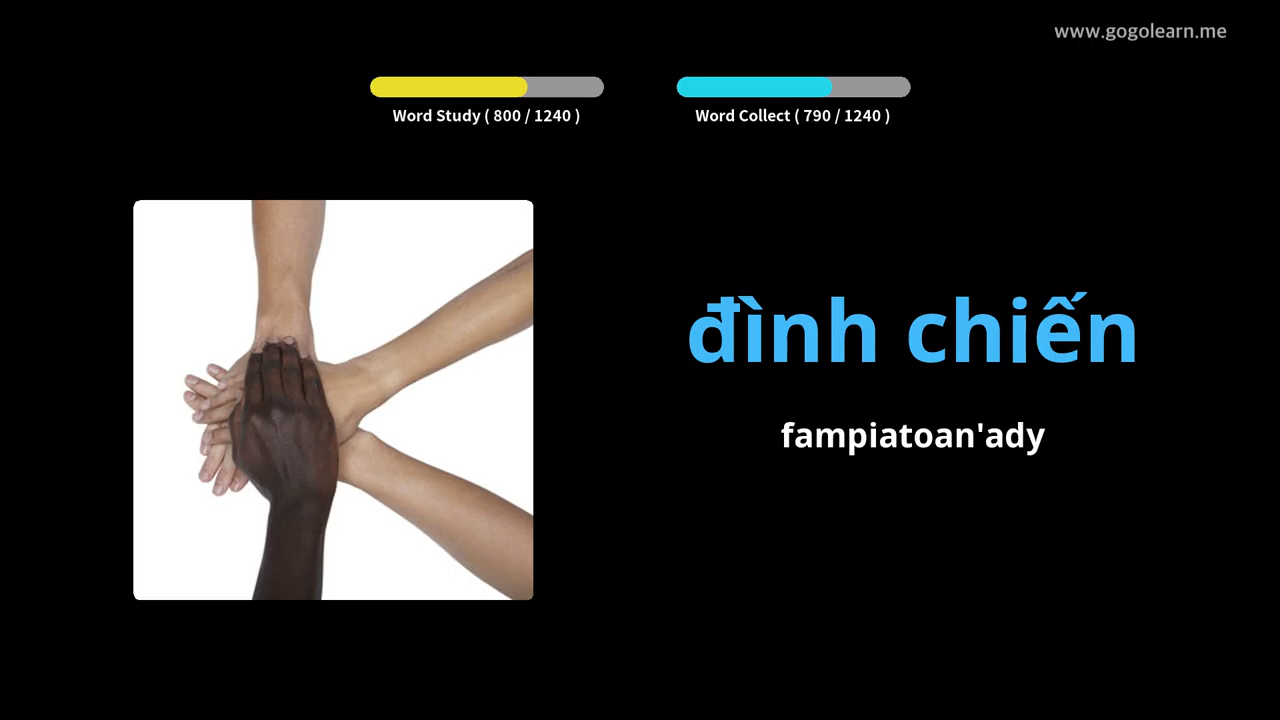 www.gogolearn.me
Word Study ( 800 / 1240 )
Word Collect ( 790 / 1240 )
đình chiến
fampiatoan'ady